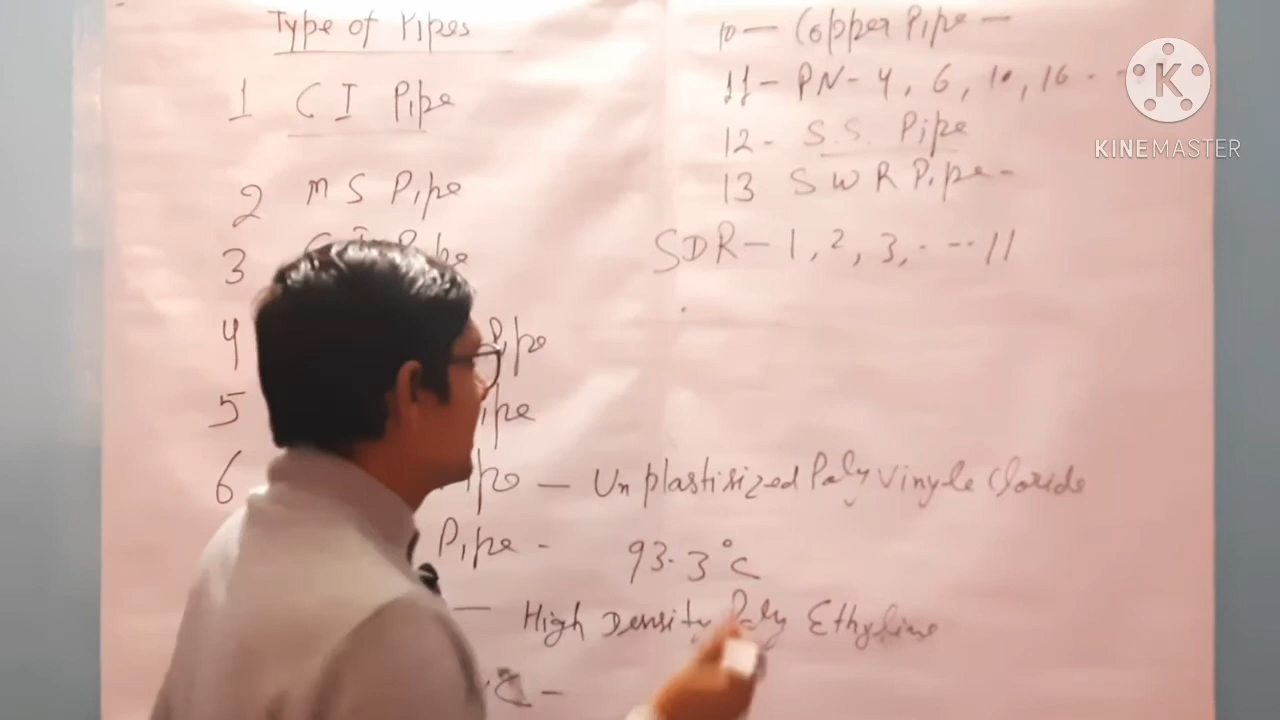 Type of Pipes
1 C I Pipe
2 M S Pipe
3
4 Pipe
5
6 — Unplastisized Poly Vinyle Cloride
Pipe - 93.3°C
— High Density Poly Ethyline
10 — Copper Pipe —
11 - PN - 4, 6, 10, 16 - -
12 - S.S. Pipe
13 S W R Pipe -
SDR — 1, 2, 3, - - - 11
KINEMASTER